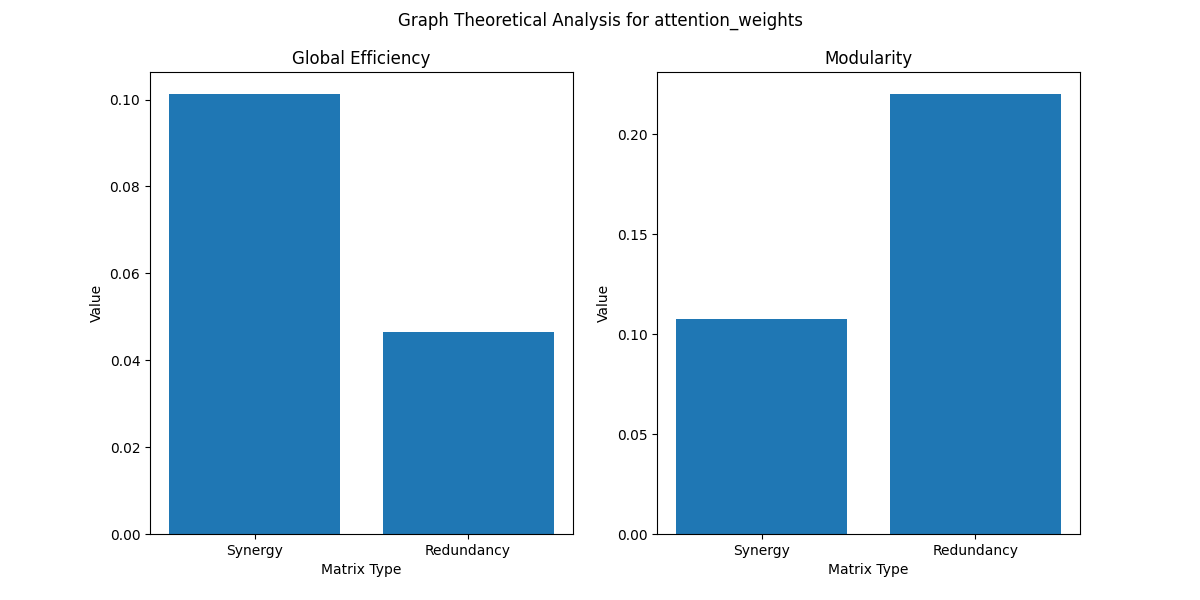 Graph Theoretical Analysis for attention_weights
Global Efficiency
0.10
0.08
0.06
0.04
0.02
0.00
Value
Synergy
Redundancy
Matrix Type
Modularity
0.20
0.15
0.10
0.05
0.00
Value
Synergy
Redundancy
Matrix Type